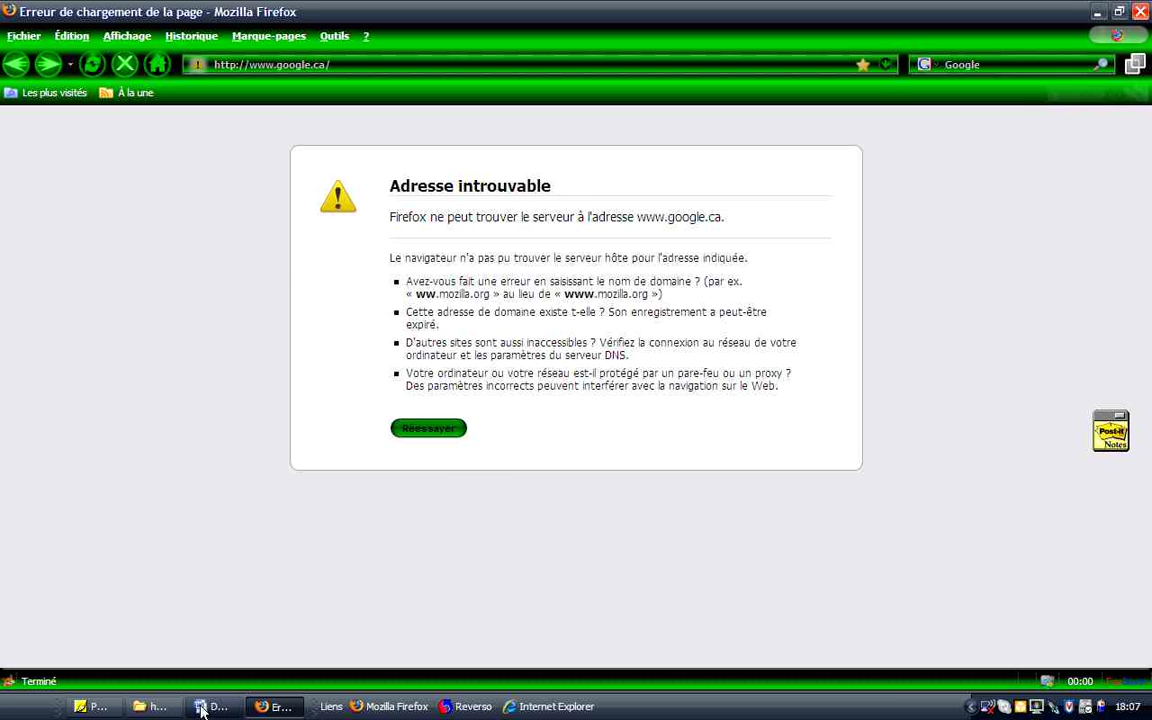 Erreur de chargement de la page - Mozilla Firefox
Fichier Édition Affichage Historique Marque-pages Outils ?
http://www.google.ca/ Google
Les plus visités À la une
Adresse introuvable
Firefox ne peut trouver le serveur à l'adresse www.google.ca.
Le navigateur n'a pas pu trouver le serveur hôte pour l'adresse indiquée.
Avez-vous fait une erreur en saisissant le nom de domaine ? (par ex.
« ww.mozilla.org » au lieu de « www.mozilla.org »)
Cette adresse de domaine existe t-elle ? Son enregistrement a peut-être
expiré.
D'autres sites sont aussi inaccessibles ? Vérifiez la connexion au réseau de votre
ordinateur et les paramètres du serveur DNS.
Votre ordinateur ou votre réseau est-il protégé par un pare-feu ou un proxy ?
Des paramètres incorrects peuvent interférer avec la navigation sur le Web.
Réessayer
Post-it
Notes
Terminé 00:00
P... h... D... Er... Liens Mozilla Firefox Reverso Internet Explorer 18:07